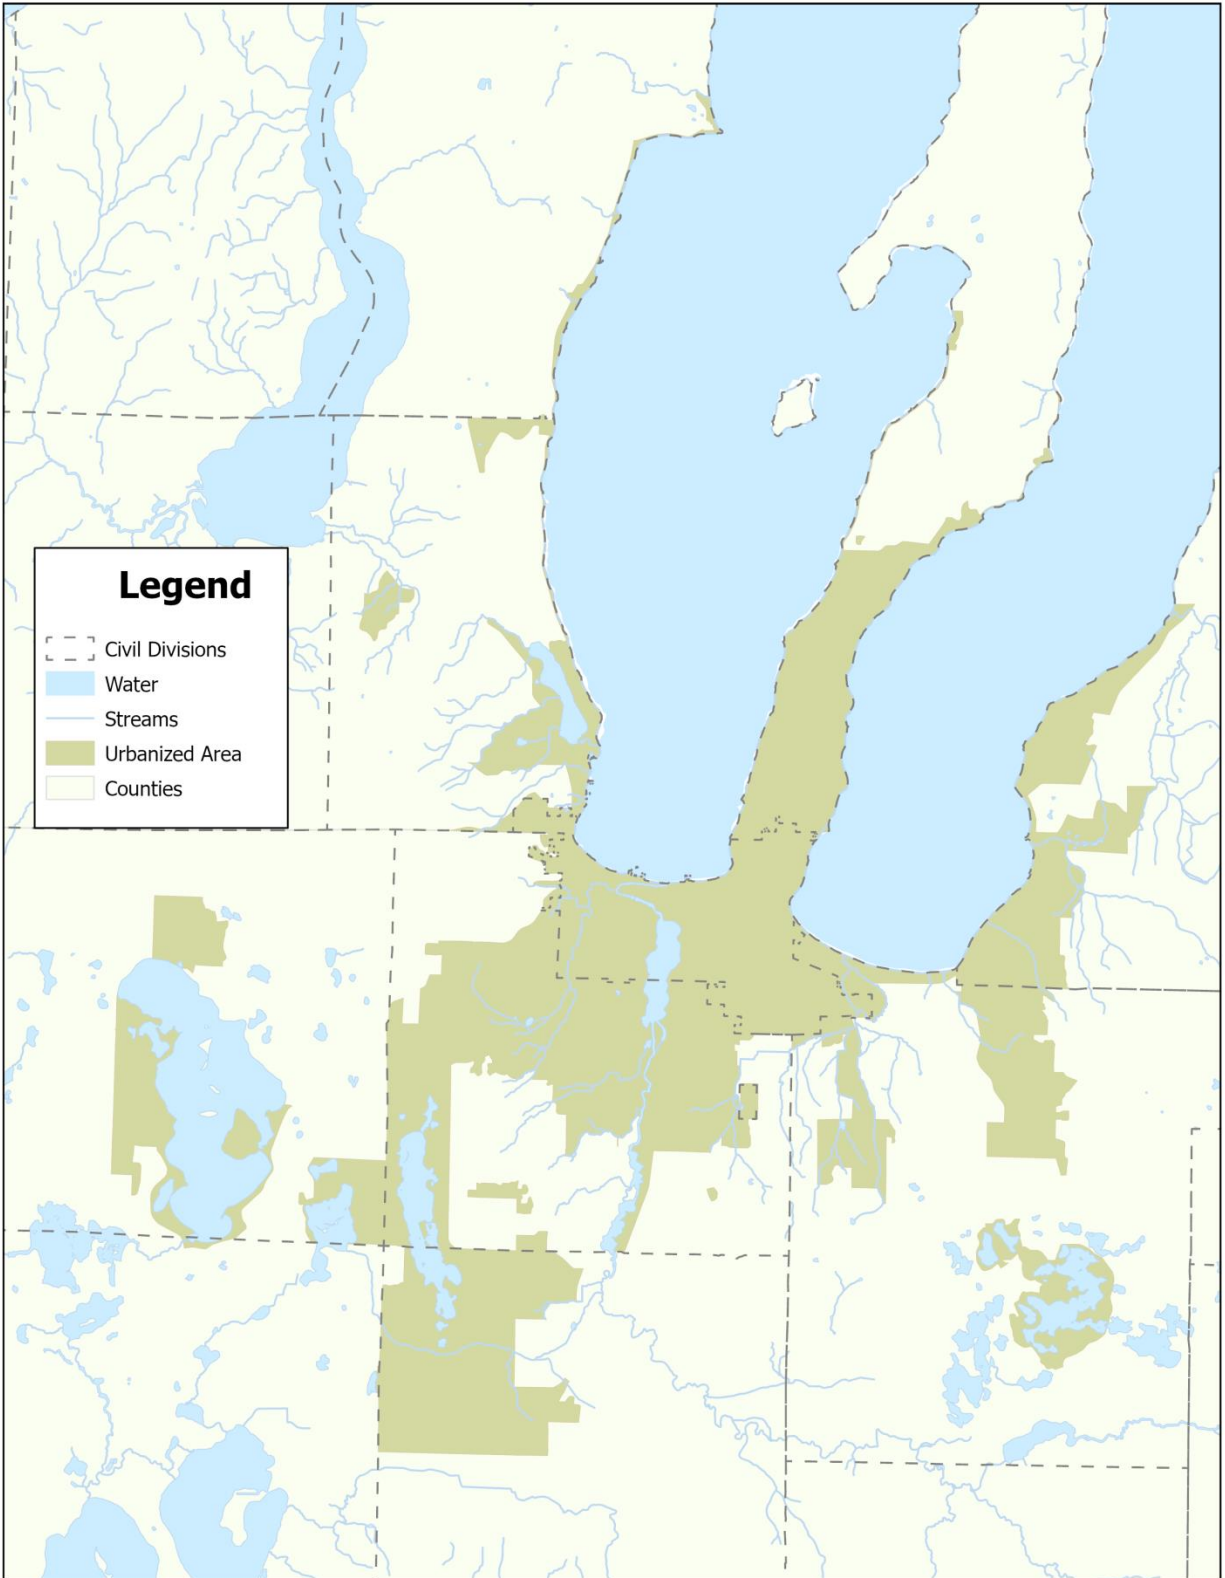 Legend
Civil Divisions
Water
Streams
Urbanized Area
Counties